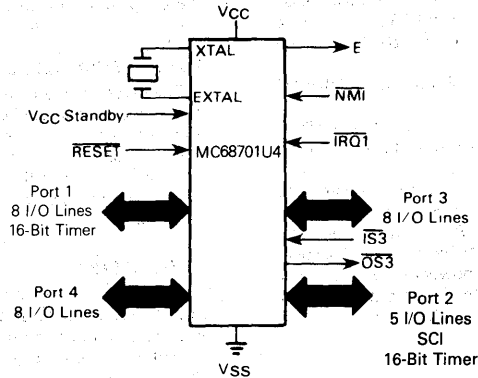 VCC
XTAL
E
EXTAL
NMI
VCC Standby
RESET
MC68701U4
IRQ1
Port 1
8 I/O Lines
16-Bit Timer
Port 3
8 I/O Lines
IS3
OS3
Port 4
8 I/O Lines
Port 2
5 I/O Lines
SCI
16-Bit Timer
VSS